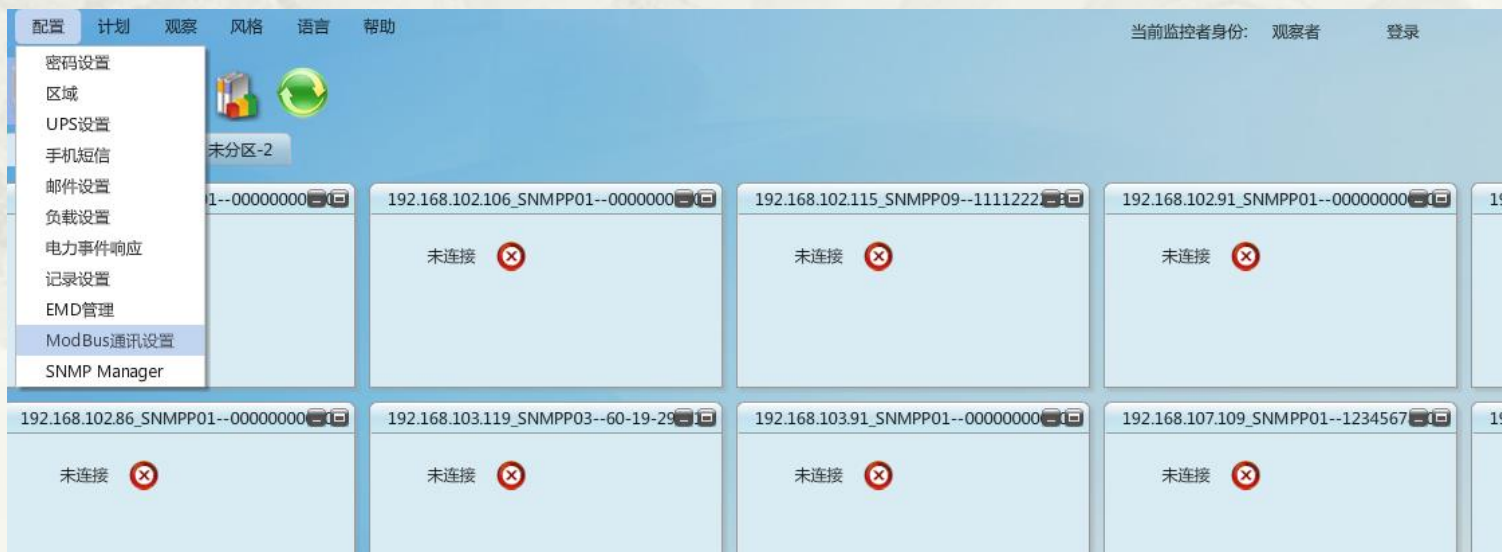 配置 计划 观察 风格 语言 帮助 当前监控者身份: 观察者 登录
密码设置
区域
UPS设置
手机短信
邮件设置
负载设置
电力事件响应
记录设置
EMD管理
ModBus通讯设置
SNMP Manager
未分区-2
192.168.102.106_SNMPP01--0000000
192.168.102.115_SNMPP09--1111222
192.168.102.91_SNMPP01--00000000
未连接
未连接
未连接
192.168.102.86_SNMPP01--00000000
192.168.103.119_SNMPP03--60-19-29
192.168.103.91_SNMPP01--00000000
192.168.107.109_SNMPP01--1234567
未连接
未连接
未连接
未连接